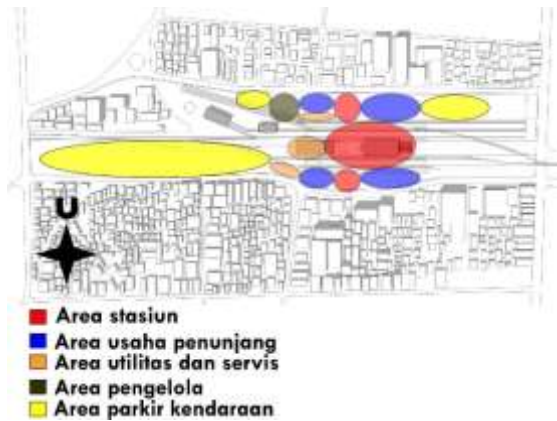 U
Area stasiun
Area usaha penunjang
Area utilitas dan servis
Area pengelola
Area parkir kendaraan